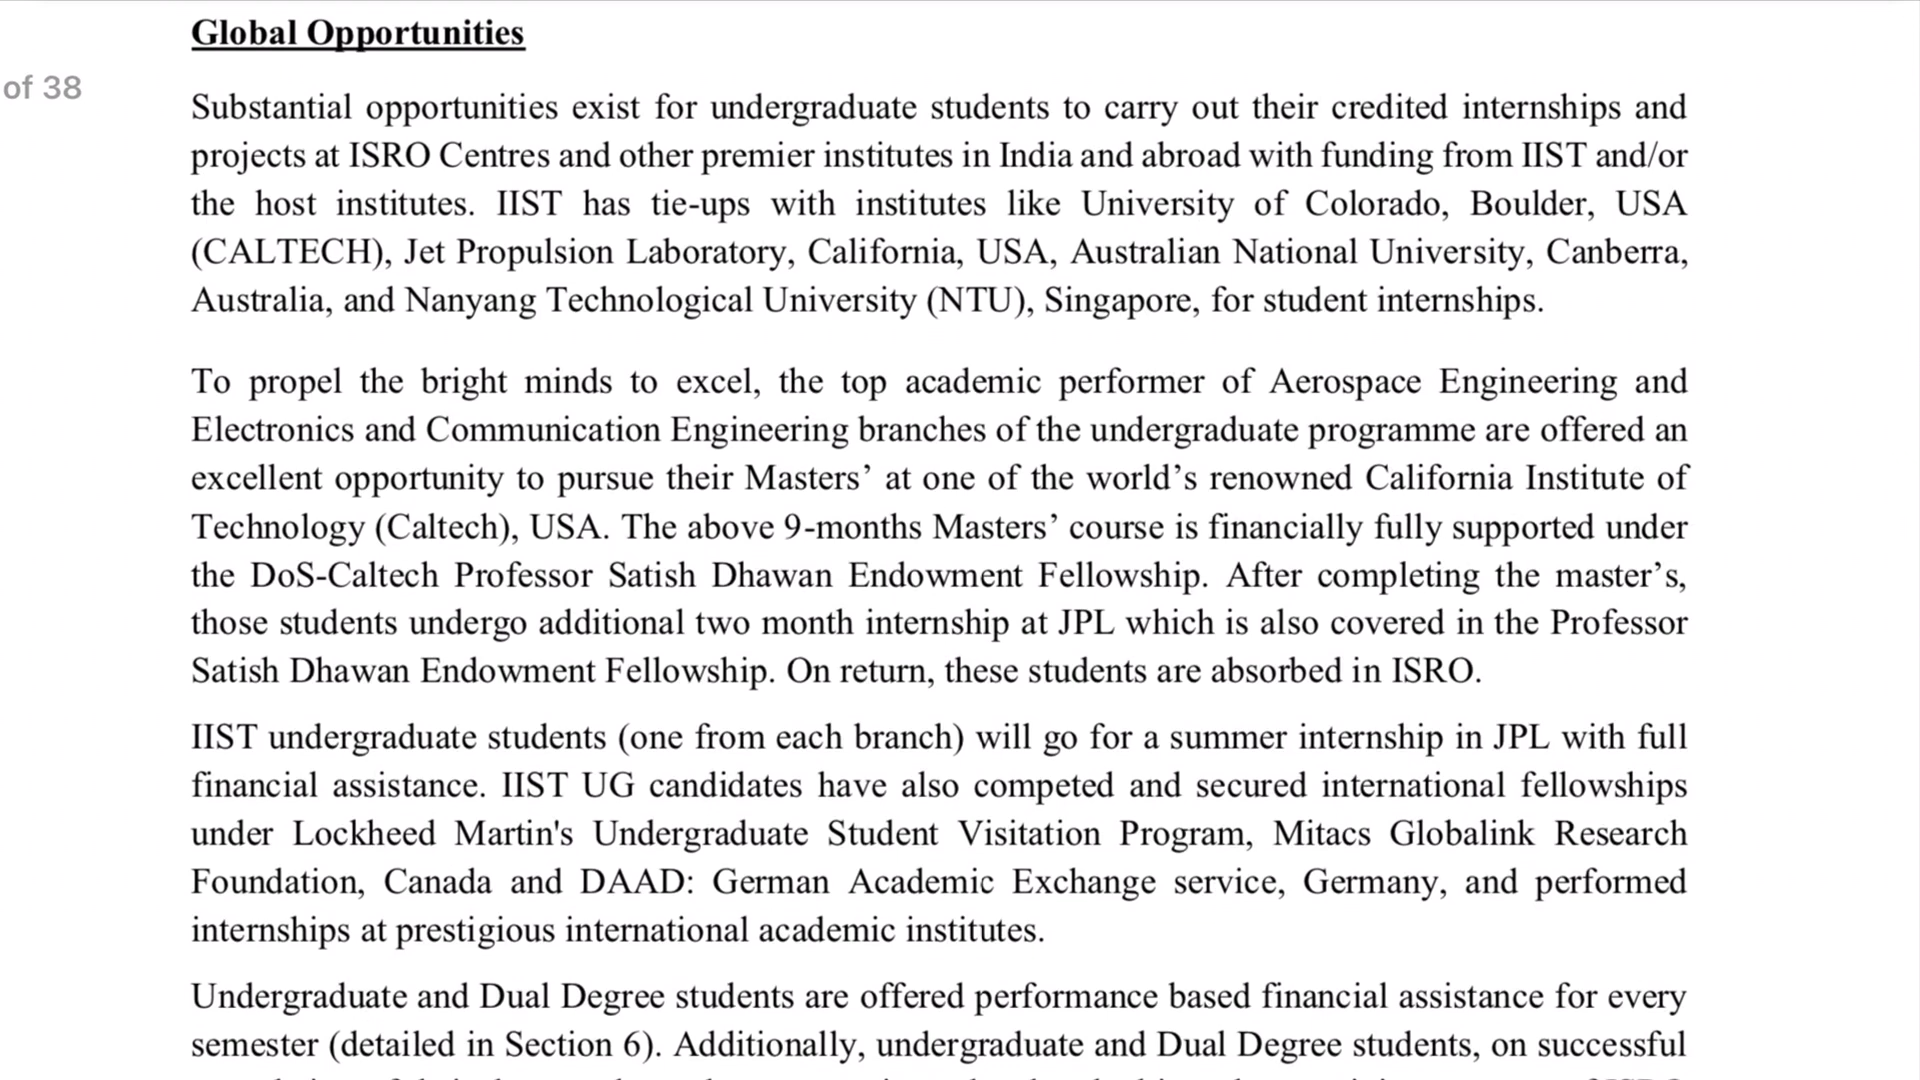 Global Opportunities
of 38
Substantial opportunities exist for undergraduate students to carry out their credited internships and
projects at ISRO Centres and other premier institutes in India and abroad with funding from IIST and/or
the host institutes. IIST has tie-ups with institutes like University of Colorado, Boulder, USA
(CALTECH), Jet Propulsion Laboratory, California, USA, Australian National University, Canberra,
Australia, and Nanyang Technological University (NTU), Singapore, for student internships.
To propel the bright minds to excel, the top academic performer of Aerospace Engineering and
Electronics and Communication Engineering branches of the undergraduate programme are offered an
excellent opportunity to pursue their Masters’ at one of the world’s renowned California Institute of
Technology (Caltech), USA. The above 9-months Masters’ course is financially fully supported under
the DoS-Caltech Professor Satish Dhawan Endowment Fellowship. After completing the master’s,
those students undergo additional two month internship at JPL which is also covered in the Professor
Satish Dhawan Endowment Fellowship. On return, these students are absorbed in ISRO.
IIST undergraduate students (one from each branch) will go for a summer internship in JPL with full
financial assistance. IIST UG candidates have also competed and secured international fellowships
under Lockheed Martin's Undergraduate Student Visitation Program, Mitacs Globalink Research
Foundation, Canada and DAAD: German Academic Exchange service, Germany, and performed
internships at prestigious international academic institutes.
Undergraduate and Dual Degree students are offered performance based financial assistance for every
semester (detailed in Section 6). Additionally, undergraduate and Dual Degree students, on successful